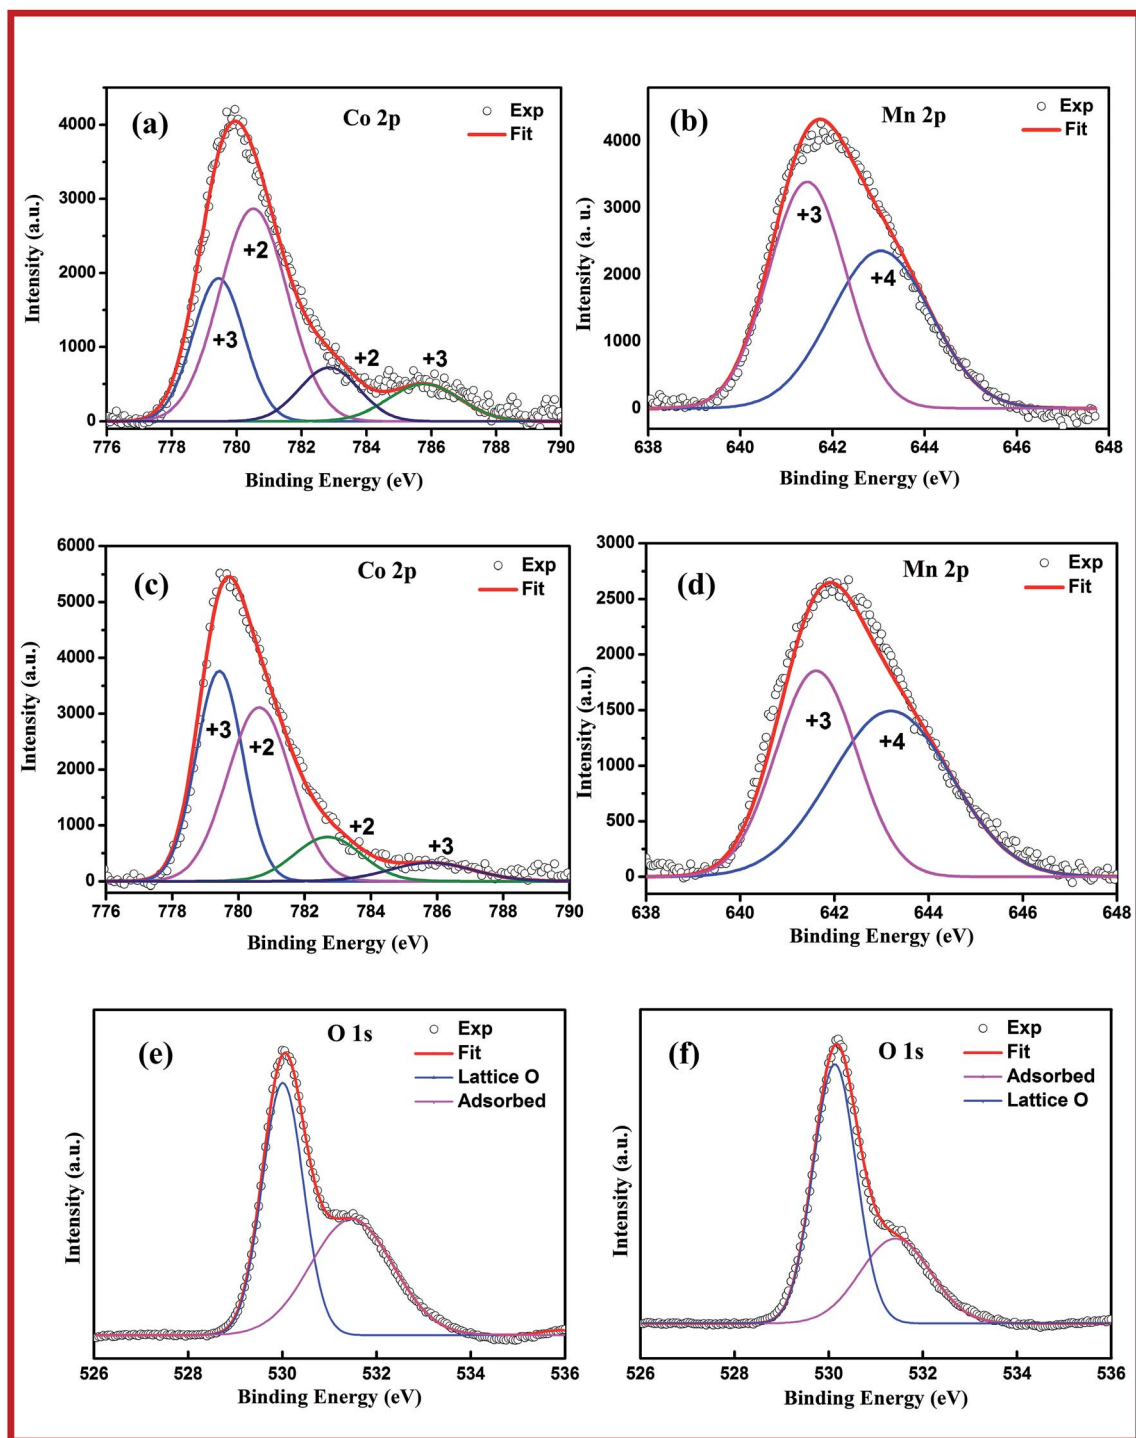 (a)
Co 2p
Exp
Fit
4000
3000
2000
1000
0
+2
+3
+2
+3
776 778 780 782 784 786 788 790
Intensity (a.u.)
Binding Energy (eV)
(b)
Mn 2p
Exp
Fit
4000
3000
2000
1000
0
+3
+4
638 640 642 644 646 648
Intensity (a. u.)
Binding Energy (eV)
(c)
Co 2p
Exp
Fit
6000
5000
4000
3000
2000
1000
0
+3
+2
+2
+3
776 778 780 782 784 786 788 790
Intensity (a.u.)
Binding Energy (eV)
(d)
Mn 2p
Exp
Fit
3000
2500
2000
1500
1000
500
0
+3
+4
638 640 642 644 646 648
Intensity (a.u.)
Binding Energy (eV)
(e)
O 1s
Exp
Fit
Lattice O
Adsorbed
526 528 530 532 534 536
Intensity (a.u.)
Binding Energy (eV)
(f)
O 1s
Exp
Fit
Adsorbed
Lattice O
526 528 530 532 534 536
Intensity (a.u.)
Binding Energy (eV)